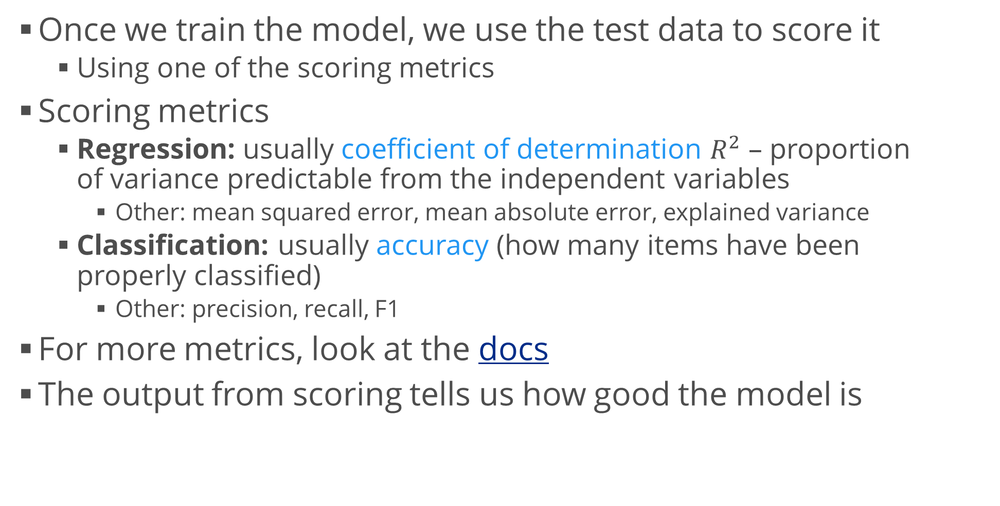 ▪ Once we train the model, we use the test data to score it
▪ Using one of the scoring metrics
▪ Scoring metrics
▪ Regression: usually coefficient of determination R² – proportion
of variance predictable from the independent variables
▪ Other: mean squared error, mean absolute error, explained variance
▪ Classification: usually accuracy (how many items have been
properly classified)
▪ Other: precision, recall, F1
▪ For more metrics, look at the docs
▪ The output from scoring tells us how good the model is